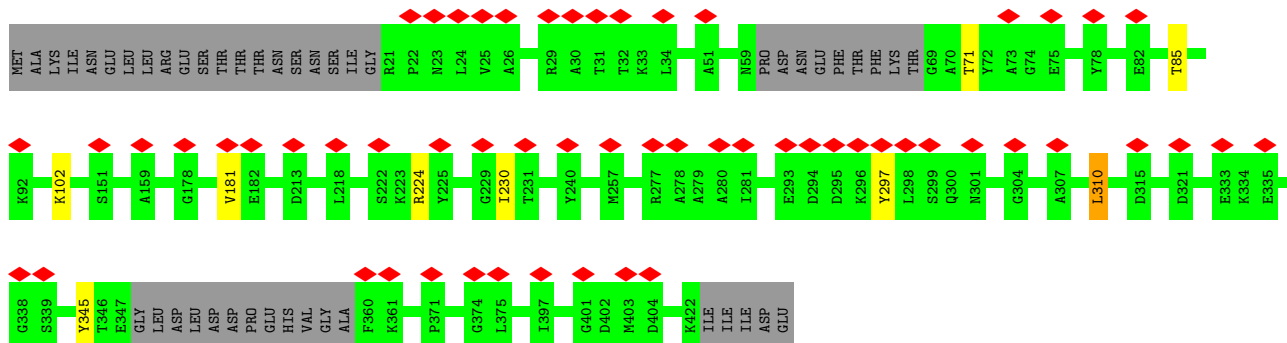 MET ALA LYS ILE ASN GLU LEU LEU ARG GLU SER THR THR THR ASN SER ASN SER ILE GLY R21 P22 N23 L24 V25 A26 R29 A30 T31 T32 K33 L34 A51 N59 PRO ASP ASN GLU PHE THR PHE LYS THR G69 A70 T71 Y72 A73 G74 E75 Y78 E82 T85
K92 K102 S151 A159 G178 V181 E182 D213 L218 S222 K223 R224 Y225 G229 I230 T231 Y240 M257 R277 A278 A279 A280 I281 E293 D294 D295 K296 Y297 L298 S299 Q300 N301 G304 A307 L310 D315 D321 E333 K334 E335
G338 S339 Y345 T346 E347 GLY LEU ASP LEU ASP ASP PRO GLU HIS VAL GLY ALA F360 K361 P371 G374 L375 I397 G401 D402 M403 D404 K422 ILE ILE ILE ASP GLU